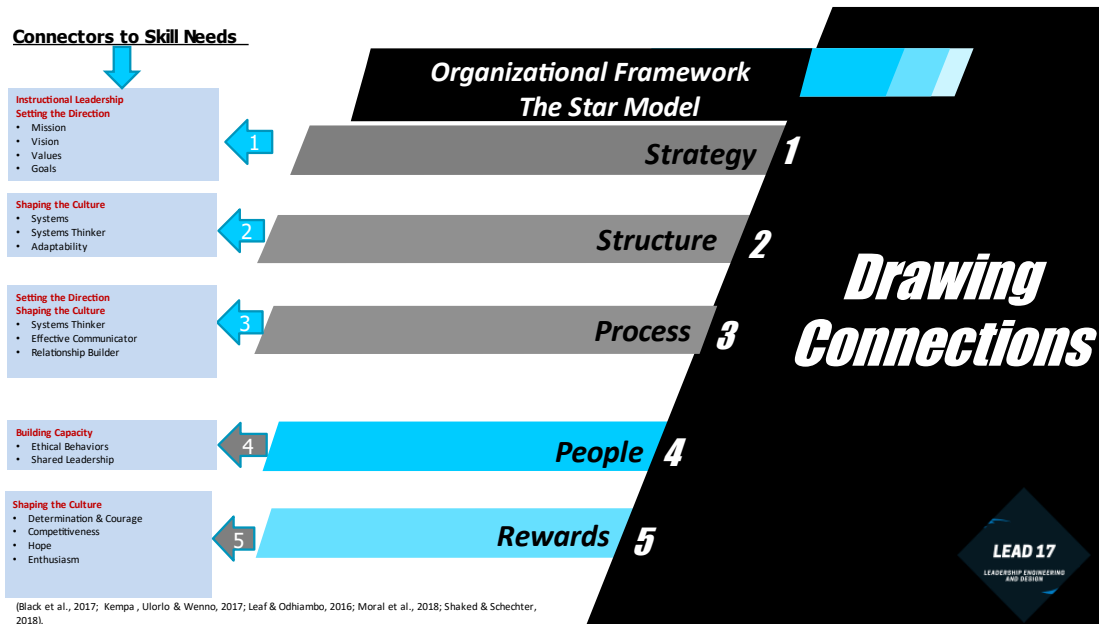 Connectors to Skill Needs
Organizational Framework
The Star Model
Instructional Leadership
Setting the Direction
• Mission
• Vision
• Values
• Goals
1
Strategy 1
Shaping the Culture
• Systems
• Systems Thinker
• Adaptability
2
Structure 2
Setting the Direction
Shaping the Culture
• Systems Thinker
• Effective Communicator
• Relationship Builder
3
Process 3
Building Capacity
• Ethical Behaviors
• Shared Leadership
4
People 4
Shaping the Culture
• Determination & Courage
• Competitiveness
• Hope
• Enthusiasm
5
Rewards 5
Drawing
Connections
LEAD 17
LEADERSHIP ENGINEERING
AND DESIGN
(Black et al., 2017; Kempa , Ulorlo & Wenno, 2017; Leaf & Odhiambo, 2016; Moral et al., 2018; Shaked & Schechter,
2018).